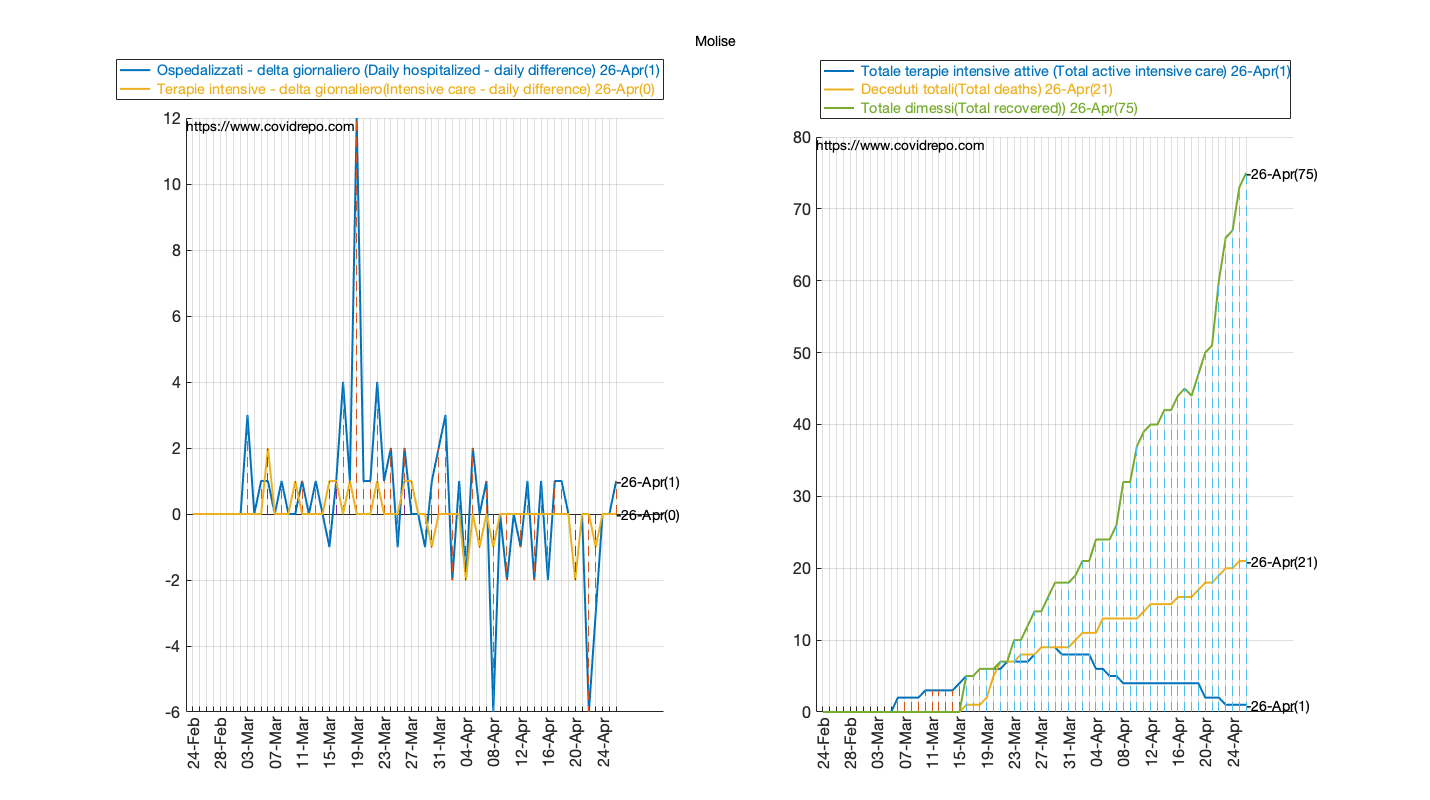 Molise
Ospedalizzati - delta giornaliero (Daily hospitalized - daily difference) 26-Apr(1)
Terapie intensive - delta giornaliero(Intensive care - daily difference) 26-Apr(0)
https://www.covidrepo.com
12
10
8
6
4
2
0
-2
-4
-6
26-Apr(1)
26-Apr(0)
24-Feb
28-Feb
03-Mar
07-Mar
11-Mar
15-Mar
19-Mar
23-Mar
27-Mar
31-Mar
04-Apr
08-Apr
12-Apr
16-Apr
20-Apr
24-Apr
Totale terapie intensive attive (Total active intensive care) 26-Apr(1)
Deceduti totali(Total deaths) 26-Apr(21)
Totale dimessi(Total recovered)) 26-Apr(75)
https://www.covidrepo.com
80
70
60
50
40
30
20
10
0
26-Apr(75)
26-Apr(21)
26-Apr(1)
24-Feb
28-Feb
03-Mar
07-Mar
11-Mar
15-Mar
19-Mar
23-Mar
27-Mar
31-Mar
04-Apr
08-Apr
12-Apr
16-Apr
20-Apr
24-Apr